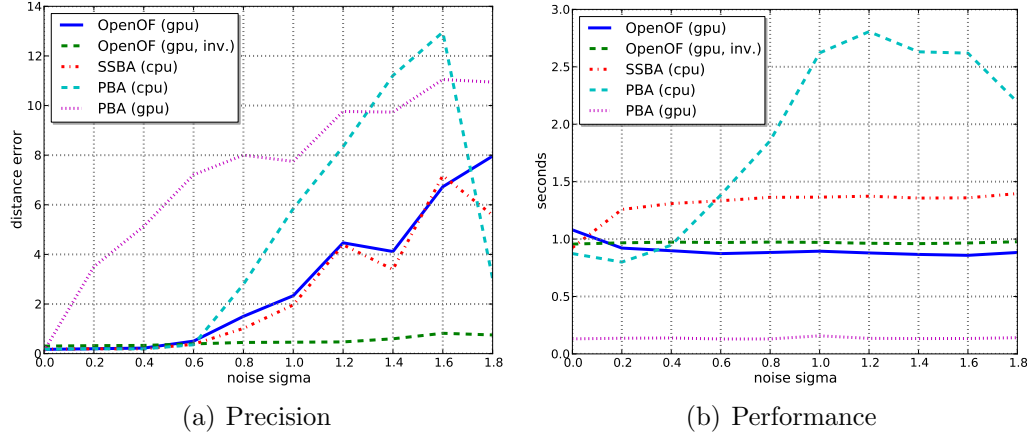 OpenOF (gpu)
OpenOF (gpu, inv.)
SSBA (cpu)
PBA (cpu)
PBA (gpu)
14
12
10
8
6
4
2
0
distance error
0.0 0.2 0.4 0.6 0.8 1.0 1.2 1.4 1.6 1.8
noise sigma
(a) Precision
OpenOF (gpu)
OpenOF (gpu, inv.)
SSBA (cpu)
PBA (cpu)
PBA (gpu)
3.0
2.5
2.0
1.5
1.0
0.5
0.0
seconds
0.0 0.2 0.4 0.6 0.8 1.0 1.2 1.4 1.6 1.8
noise sigma
(b) Performance